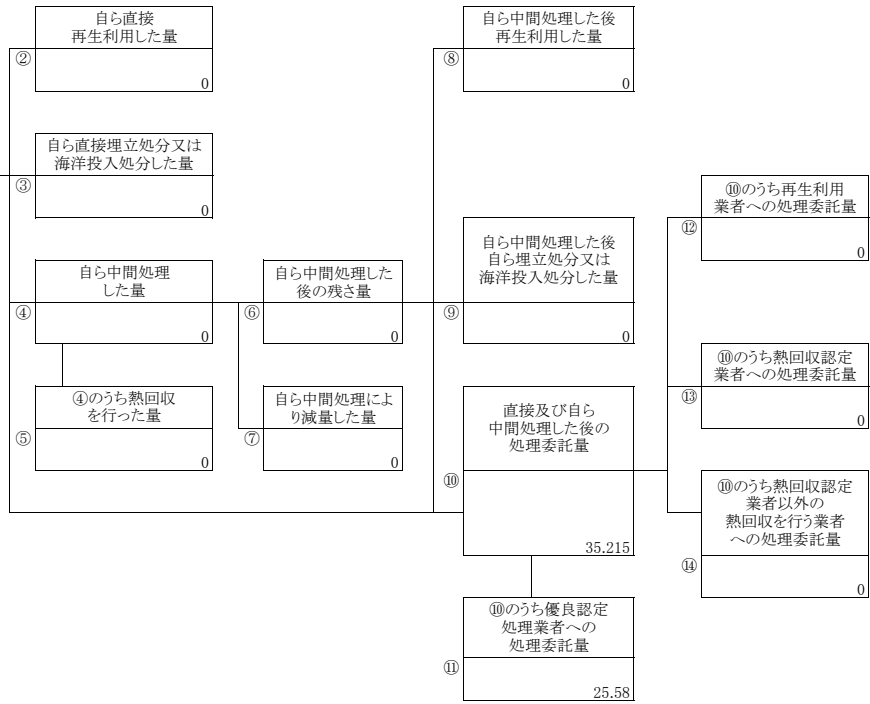 自ら直接
再生利用した量
②
0
自ら直接埋立処分又は
海洋投入処分した量
③
0
自ら中間処理
した量
④
0
④のうち熱回収
を行った量
⑤
0
自ら中間処理した
後の残さ量
⑥
0
自ら中間処理によ
り減量した量
⑦
0
自ら中間処理した後
再生利用した量
⑧
0
自ら中間処理した後
自ら埋立処分又は
海洋投入処分した量
⑨
0
直接及び自ら
中間処理した後の
処理委託量
⑩
35.215
⑩のうち優良認定
処理業者への
処理委託量
⑪
25.58
⑩のうち再生利用
業者への処理委託量
⑫
0
⑩のうち熱回収認定
業者への処理委託量
⑬
0
⑩のうち熱回収認定
業者以外の
熱回収を行う業者
への処理委託量
⑭
0